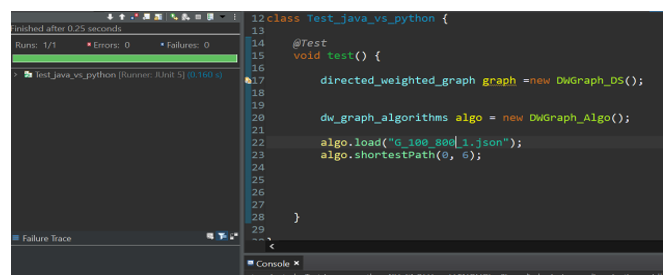 Finished after 0.25 seconds
Runs: 1/1 Errors: 0 Failures: 0
Test_java_vs_python [Runner: JUnit 5] (0.160 s)
Failure Trace
12 class Test_java_vs_python {
13
14 @Test
15 void test() {
16
17 directed_weighted_graph graph =new DWGraph_DS();
18
19
20 dw_graph_algorithms algo = new DWGraph_Algo();
21
22 algo.load("G_100_800_1.json");
23 algo.shortestPath(0, 6);
24
25
26
27
28 }
29
Console